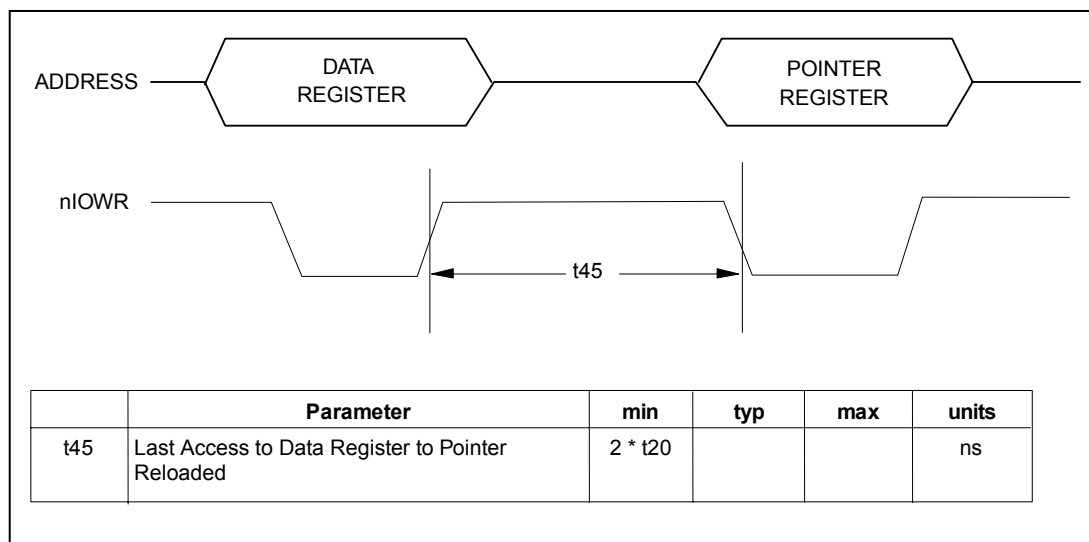 ADDRESS
DATA
REGISTER
POINTER
REGISTER
nIOWR
t45
Parameter min typ max units
t45 Last Access to Data Register to Pointer 2 * t20 ns
Reloaded